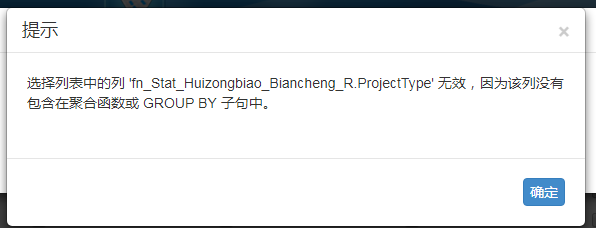 提示
×
选择列表中的列 'fn_Stat_Huizongbiao_Biancheng_R.ProjectType' 无效，因为该列没有
包含在聚合函数或 GROUP BY 子句中。
确定